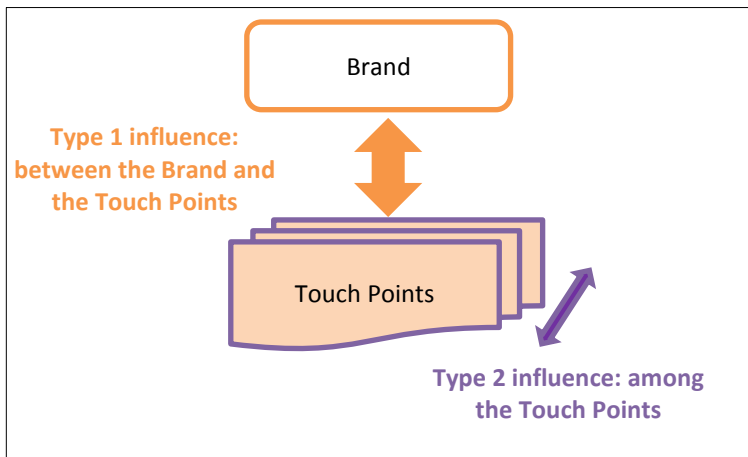 Brand
Type 1 influence:
between the Brand and
the Touch Points
Touch Points
Type 2 influence: among
the Touch Points